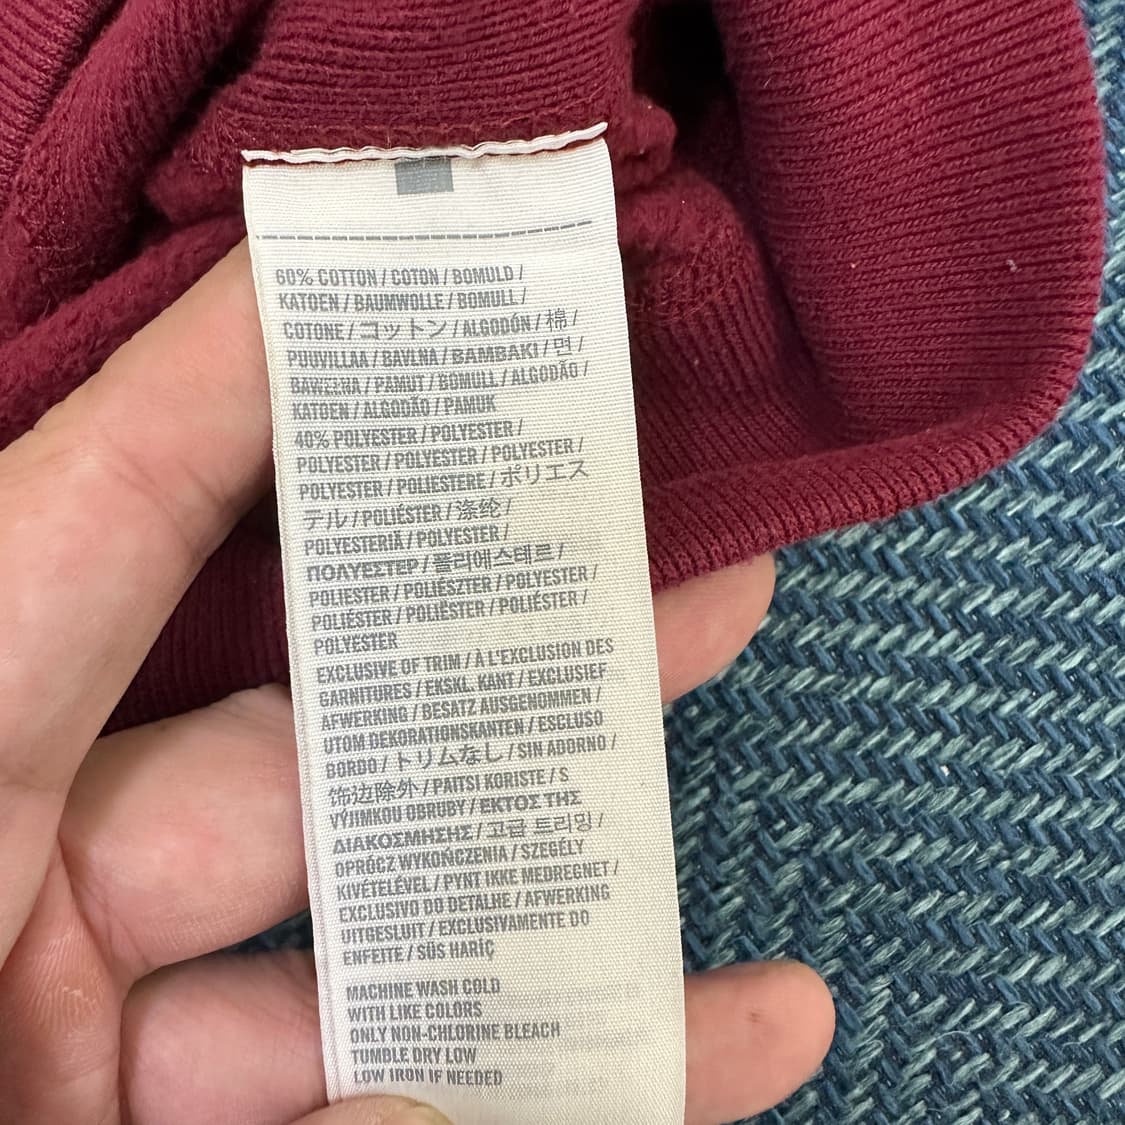 60% COTTON / COTON / BOMULD /
KATOEN / BAUMWOLLE / BOMULL /
COTONE / コットン / ALGODÓN / 棉 /
PUUVILLAA / BAVLNA / BAMBAKI / 면 /
BAWEŁNA / PAMUT / BOMULL / ALGODÃO /
KATOEN / ALGODÃO / PAMUK
40% POLYESTER / POLYESTER /
POLYESTER / POLYESTER / POLYESTER /
POLYESTER / POLIESTERE / ポリエス
テル / POLIÉSTER / 涤纶 /
POLYESTERIÄ / POLYESTER /
ΠΟΛΥΕΣΤΕΡ / 폴리에스테르 /
POLIESTER / POLIÉSZTER / POLYESTER /
POLIÉSTER / POLIËSTER / POLIÉSTER /
POLYESTER
EXCLUSIVE OF TRIM / À L'EXCLUSION DES
GARNITURES / EKSKL. KANT / EXCLUSIEF
AFWERKING / BESATZ AUSGENOMMEN /
UTOM DEKORATIONSKANTEN / ESCLUSO
BORDO / トリムなし / SIN ADORNO /
饰边除外 / PAITSI KORISTE / S
VÝJIMKOU OBRUBY / ΕΚΤΟΣ ΤΗΣ
ΔΙΑΚΟΣΜΗΣΗΣ / 고급 트리밍 /
OPRÓCZ WYKOŃCZENIA / SZEGÉLY
KIVÉTELÉVEL / PYNT IKKE MEDREGNET /
EXCLUSIVO DO DETALHE / AFWERKING
UITGESLUIT / EXCLUSIVAMENTE DO
ENFEITE / SÜS HARİÇ
MACHINE WASH COLD
WITH LIKE COLORS
ONLY NON-CHLORINE BLEACH
TUMBLE DRY LOW
LOW IRON IF NEEDED